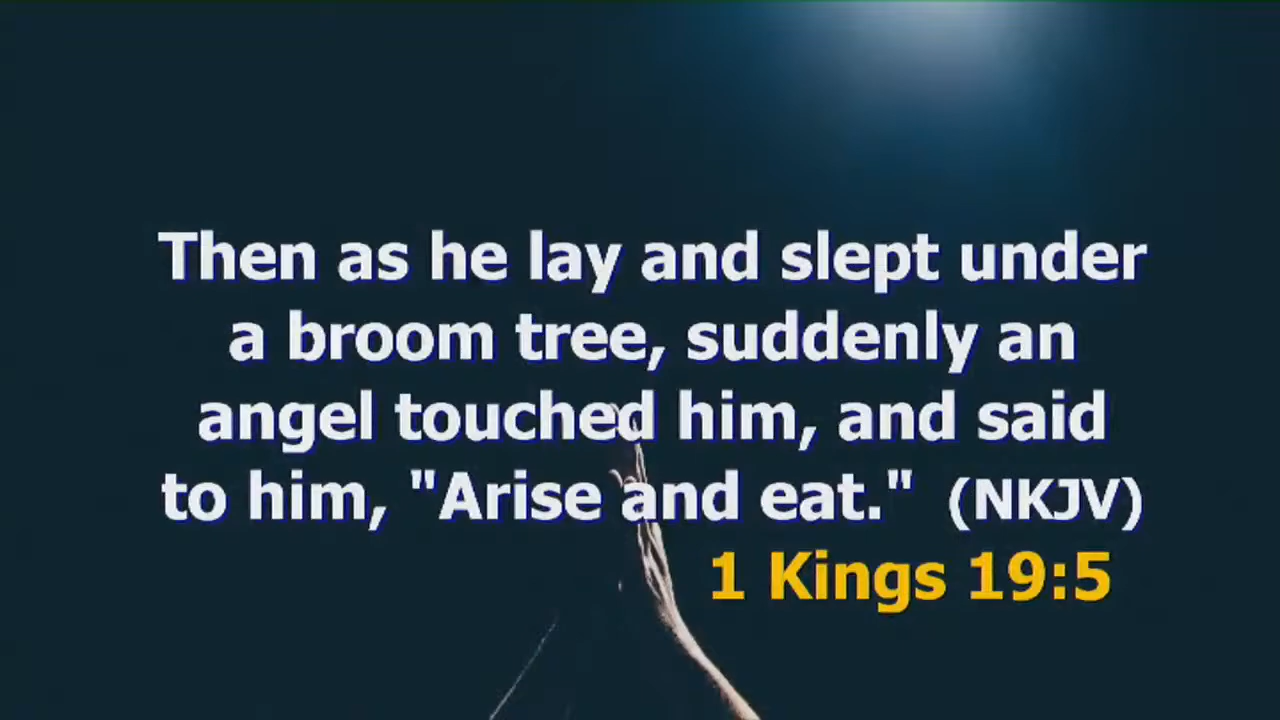 Then as he lay and slept under
a broom tree, suddenly an
angel touched him, and said
to him, "Arise and eat." (NKJV)
1 Kings 19:5